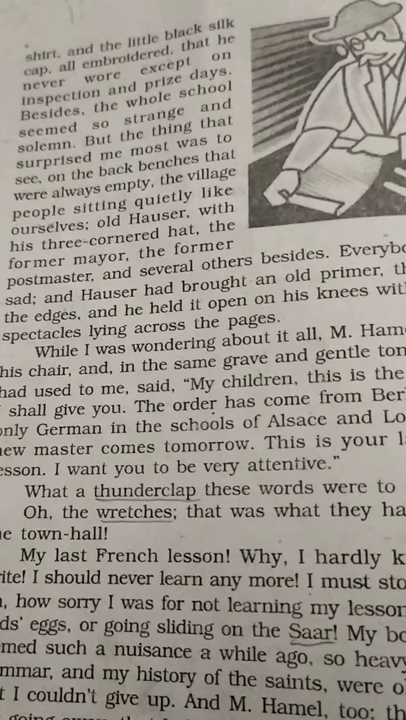 shirt, and the little black silk
cap, all embroidered, that he
never wore except on
inspection and prize days.
Besides, the whole school
seemed so strange and
solemn. But the thing that
surprised me most was to
see, on the back benches that
were always empty, the village
people sitting quietly like
ourselves; old Hauser, with
his three-cornered hat, the
former mayor, the former
postmaster, and several others besides. Everybo
sad; and Hauser had brought an old primer, th
the edges, and he held it open on his knees wit
spectacles lying across the pages.
While I was wondering about it all, M. Hame
his chair, and, in the same grave and gentle ton
had used to me, said, “My children, this is the
I shall give you. The order has come from Ber
only German in the schools of Alsace and Lo
new master comes tomorrow. This is your l
esson. I want you to be very attentive.”
What a thunderclap these words were to
Oh, the wretches; that was what they ha
e town-hall!
My last French lesson! Why, I hardly k
rite! I should never learn any more! I must sto
, how sorry I was for not learning my lesson
ds’ eggs, or going sliding on the Saar! My bo
med such a nuisance a while ago, so heavy
mmar, and my history of the saints, were o
t I couldn’t give up. And M. Hamel, too; th
going